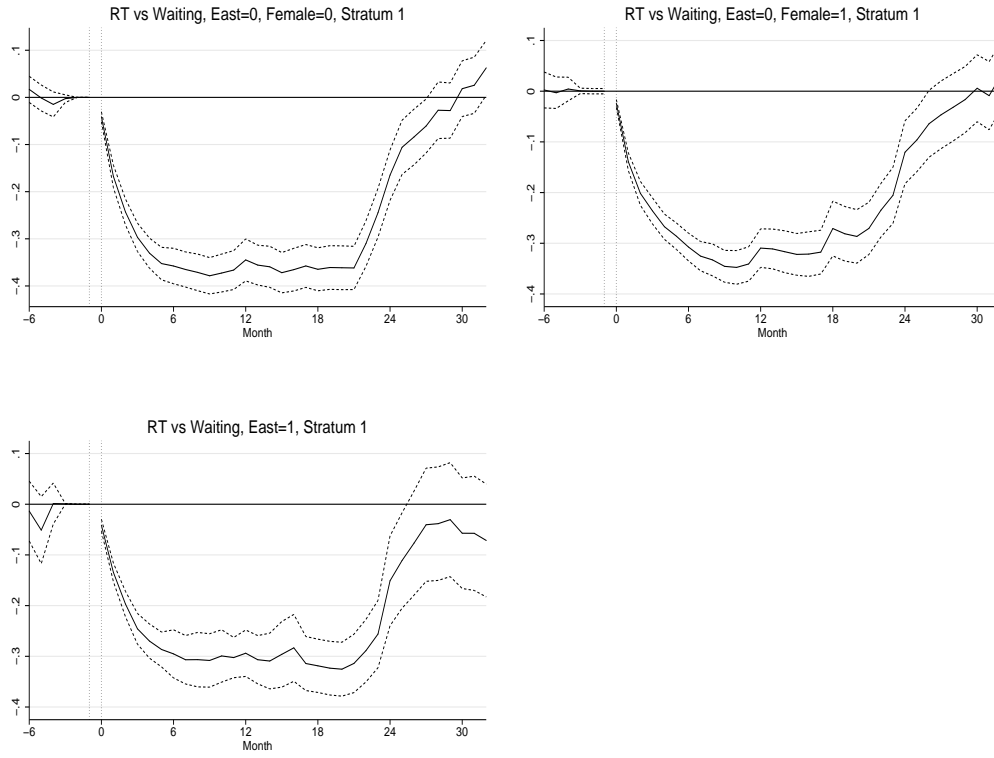 RT vs Waiting, East=0, Female=0, Stratum 1
.1
0
−.1
−.2
−.3
−.4
−6 0 6 12 18 24 30
Month
RT vs Waiting, East=0, Female=1, Stratum 1
.1
0
−.1
−.2
−.3
−.4
−6 0 6 12 18 24 30
Month
RT vs Waiting, East=1, Stratum 1
.1
0
−.1
−.2
−.3
−.4
−6 0 6 12 18 24 30
Month